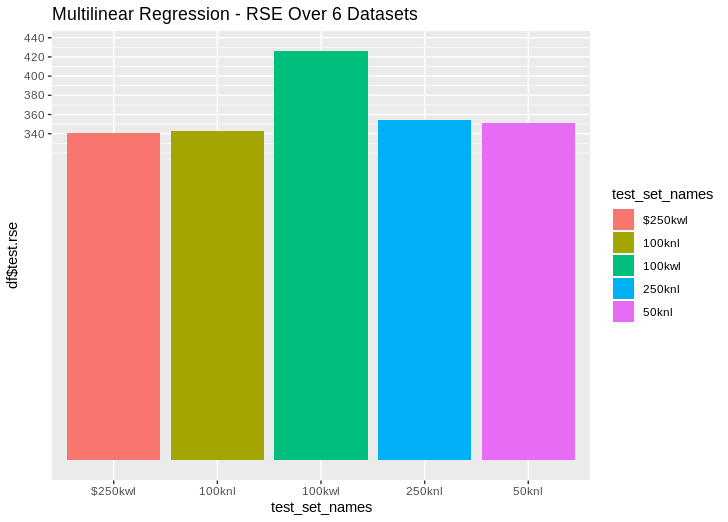 Multilinear Regression - RSE Over 6 Datasets
440
420
400
380
360
340
df$test.rse
$250kwl
100knl
100kwl
250knl
50knl
test_set_names
test_set_names
$250kwl
100knl
100kwl
250knl
50knl